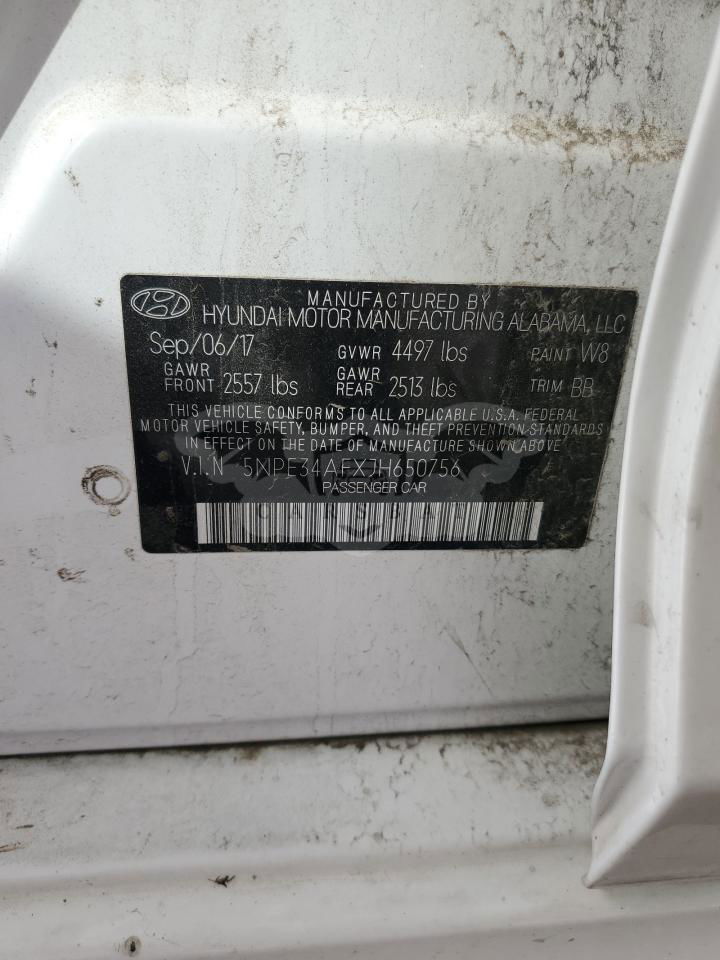 MANUFACTURED BY
HYUNDAI MOTOR MANUFACTURING ALABAMA, LLC
Sep/06/17 GVWR 4497 lbs PAINT W8
GAWR FRONT 2557 lbs GAWR REAR 2513 lbs TRIM BB
THIS VEHICLE CONFORMS TO ALL APPLICABLE U.S.A. FEDERAL
MOTOR VEHICLE SAFETY, BUMPER, AND THEFT PREVENTION STANDARDS
IN EFFECT ON THE DATE OF MANUFACTURE SHOWN ABOVE
V.I.N 5NPE34AFXJH650756
PASSENGER CAR